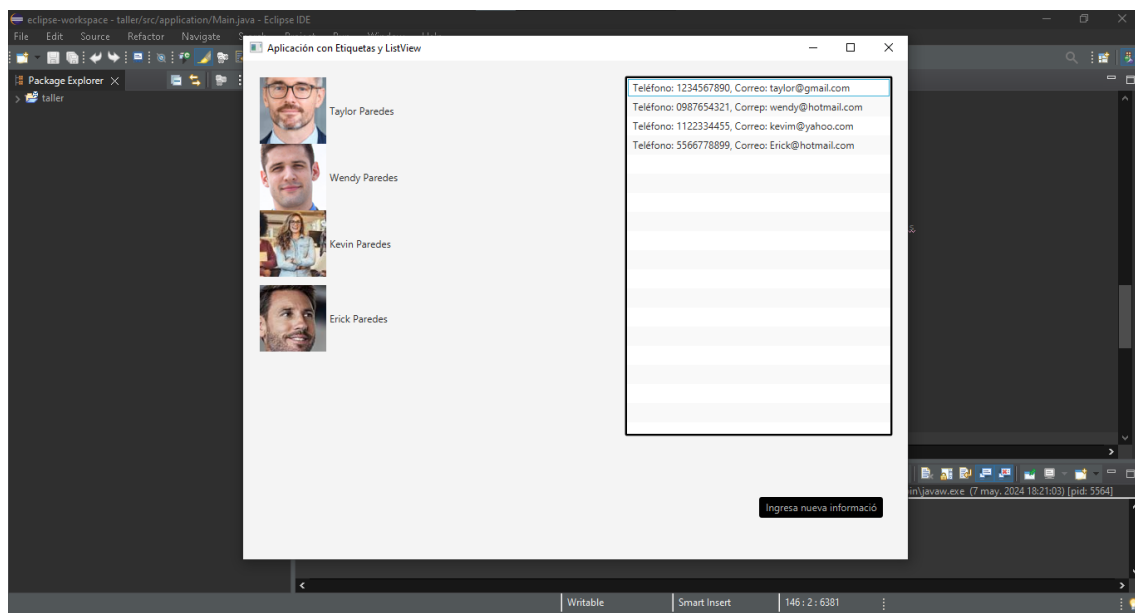 eclipse-workspace - taller/src/application/Main.java - Eclipse IDE
File Edit Source Refactor Navigate
Package Explorer
taller
Aplicación con Etiquetas y ListView
Taylor Paredes
Wendy Paredes
Kevin Paredes
Erick Paredes
Teléfono: 1234567890, Correo: taylor@gmail.com
Teléfono: 0987654321, Correp: wendy@hotmail.com
Teléfono: 1122334455, Correo: kevim@yahoo.com
Teléfono: 5566778899, Correo: Erick@hotmail.com
Ingresa nueva informació
in\javaw.exe (7 may. 2024 18:21:03) [pid: 5564]
Writable Smart Insert 146 : 2 : 6381